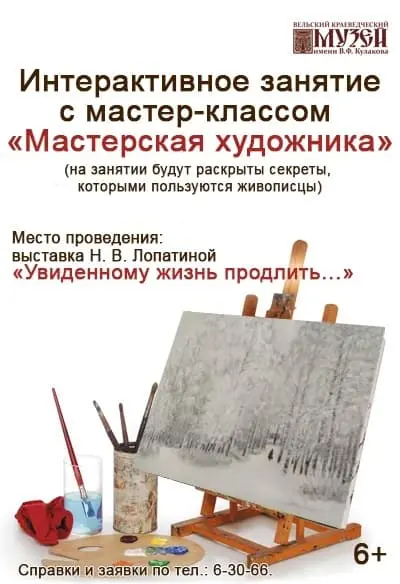 ВЕЛЬСКИЙ КРАЕВЕДЧЕСКИЙ
МУЗЕЙ
ИМЕНИ В.Ф. КУЛАКОВА
Интерактивное занятие
с мастер-классом
«Мастерская художника»
(на занятии будут раскрыты секреты,
которыми пользуются живописцы)
Место проведения:
выставка Н. В. Лопатиной
«Увиденному жизнь продлить...»
6+
Справки и заявки по тел.: 6-30-66.